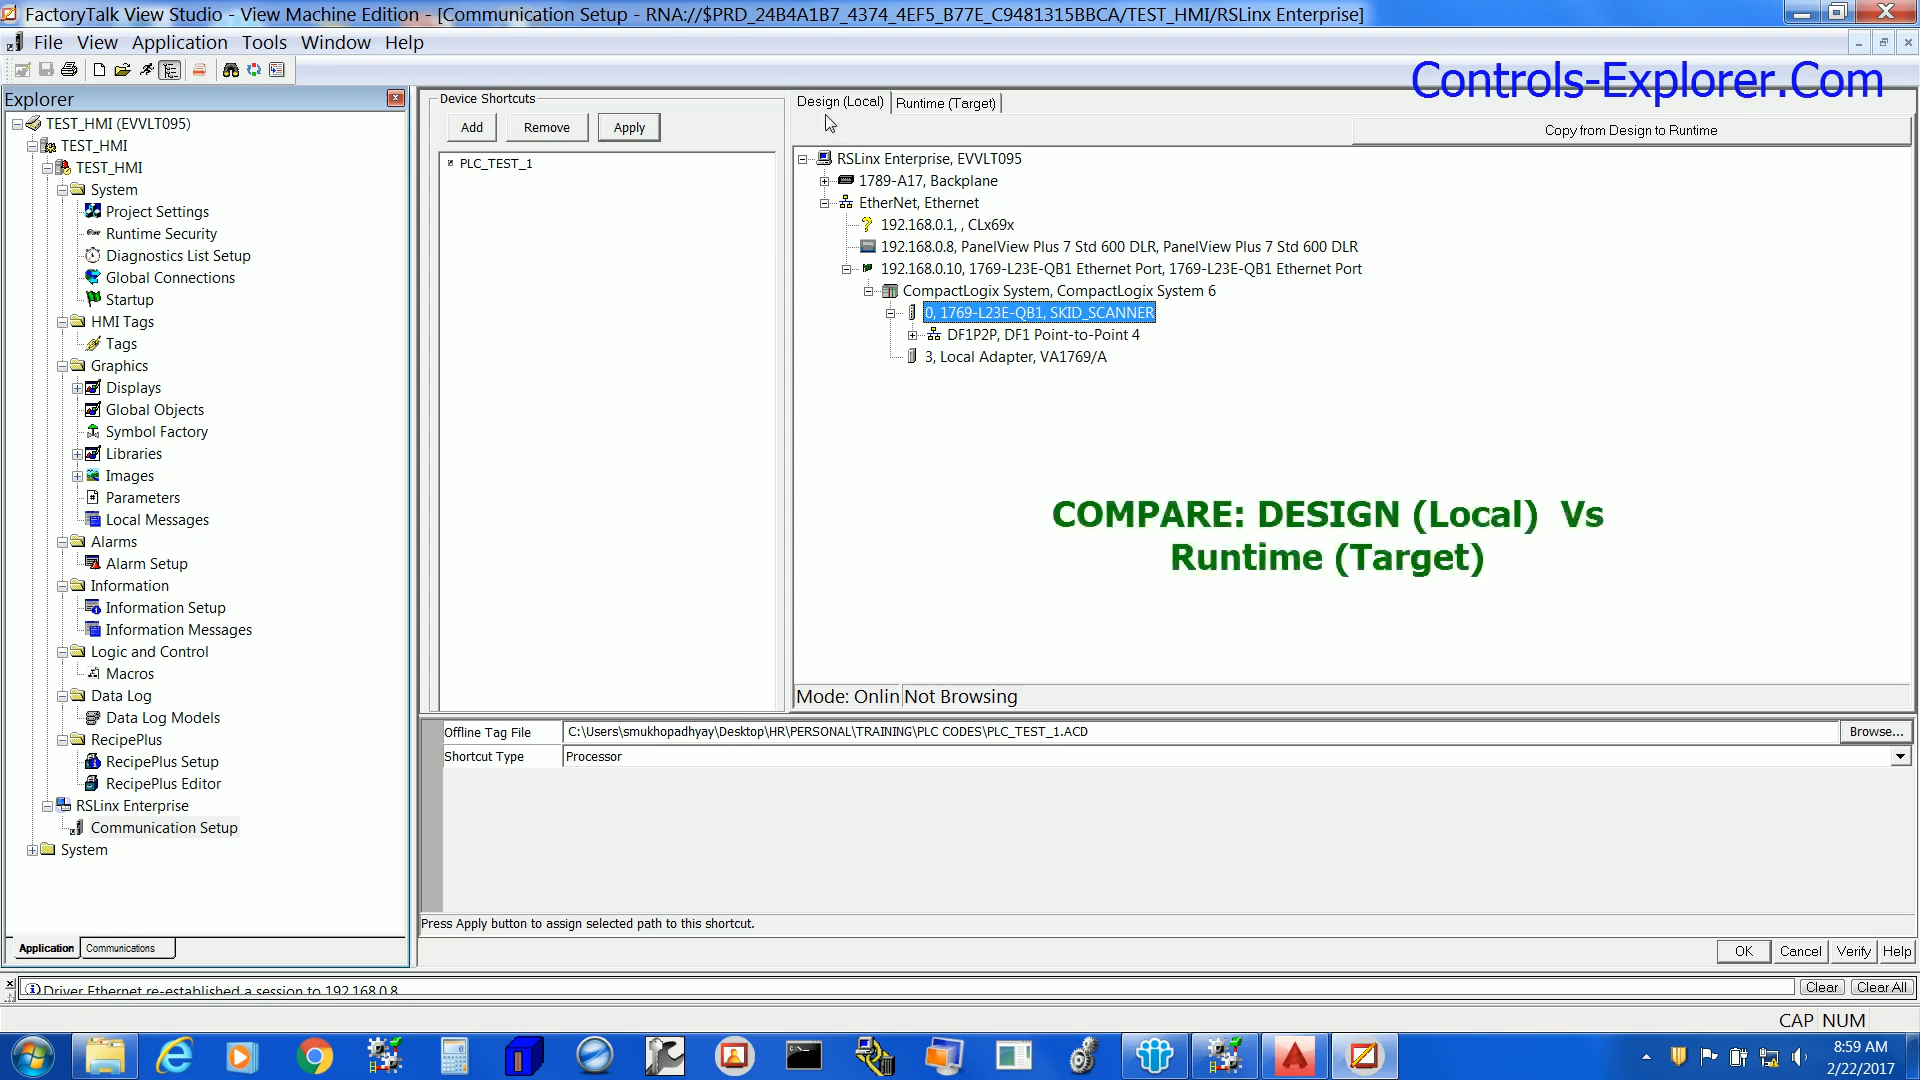 FactoryTalk View Studio - View Machine Edition - [Communication Setup - RNA://$PRD_24B4A1B7_4374_4EF5_B77E_C9481315BBCA/TEST_HMI/RSLinx Enterprise]
File View Application Tools Window Help
Controls-Explorer.Com
Explorer
TEST_HMI (EVVLT095)
TEST_HMI
TEST_HMI
System
Project Settings
Runtime Security
Diagnostics List Setup
Global Connections
Startup
HMI Tags
Tags
Graphics
Displays
Global Objects
Symbol Factory
Libraries
Images
Parameters
Local Messages
Alarms
Alarm Setup
Information
Information Setup
Information Messages
Logic and Control
Macros
Data Log
Data Log Models
RecipePlus
RecipePlus Setup
RecipePlus Editor
RSLinx Enterprise
Communication Setup
System
Application Communications
Device Shortcuts
Add Remove Apply
PLC_TEST_1
Design (Local) Runtime (Target)
Copy from Design to Runtime
RSLinx Enterprise, EVVLT095
1789-A17, Backplane
EtherNet, Ethernet
192.168.0.1, , CLx69x
192.168.0.8, PanelView Plus 7 Std 600 DLR, PanelView Plus 7 Std 600 DLR
192.168.0.10, 1769-L23E-QB1 Ethernet Port, 1769-L23E-QB1 Ethernet Port
CompactLogix System, CompactLogix System 6
0, 1769-L23E-QB1, SKID_SCANNER
DF1P2P, DF1 Point-to-Point 4
3, Local Adapter, VA1769/A
COMPARE: DESIGN (Local) Vs
Runtime (Target)
Mode: Onlin Not Browsing
Offline Tag File C:\Users\smukhopadhyay\Desktop\HR\PERSONAL\TRAINING\PLC CODES\PLC_TEST_1.ACD Browse...
Shortcut Type Processor
Press Apply button to assign selected path to this shortcut.
OK Cancel Verify Help
Driver Ethernet re-established a session to 192.168.0.8 Clear Clear All
CAP NUM
8:59 AM
2/22/2017